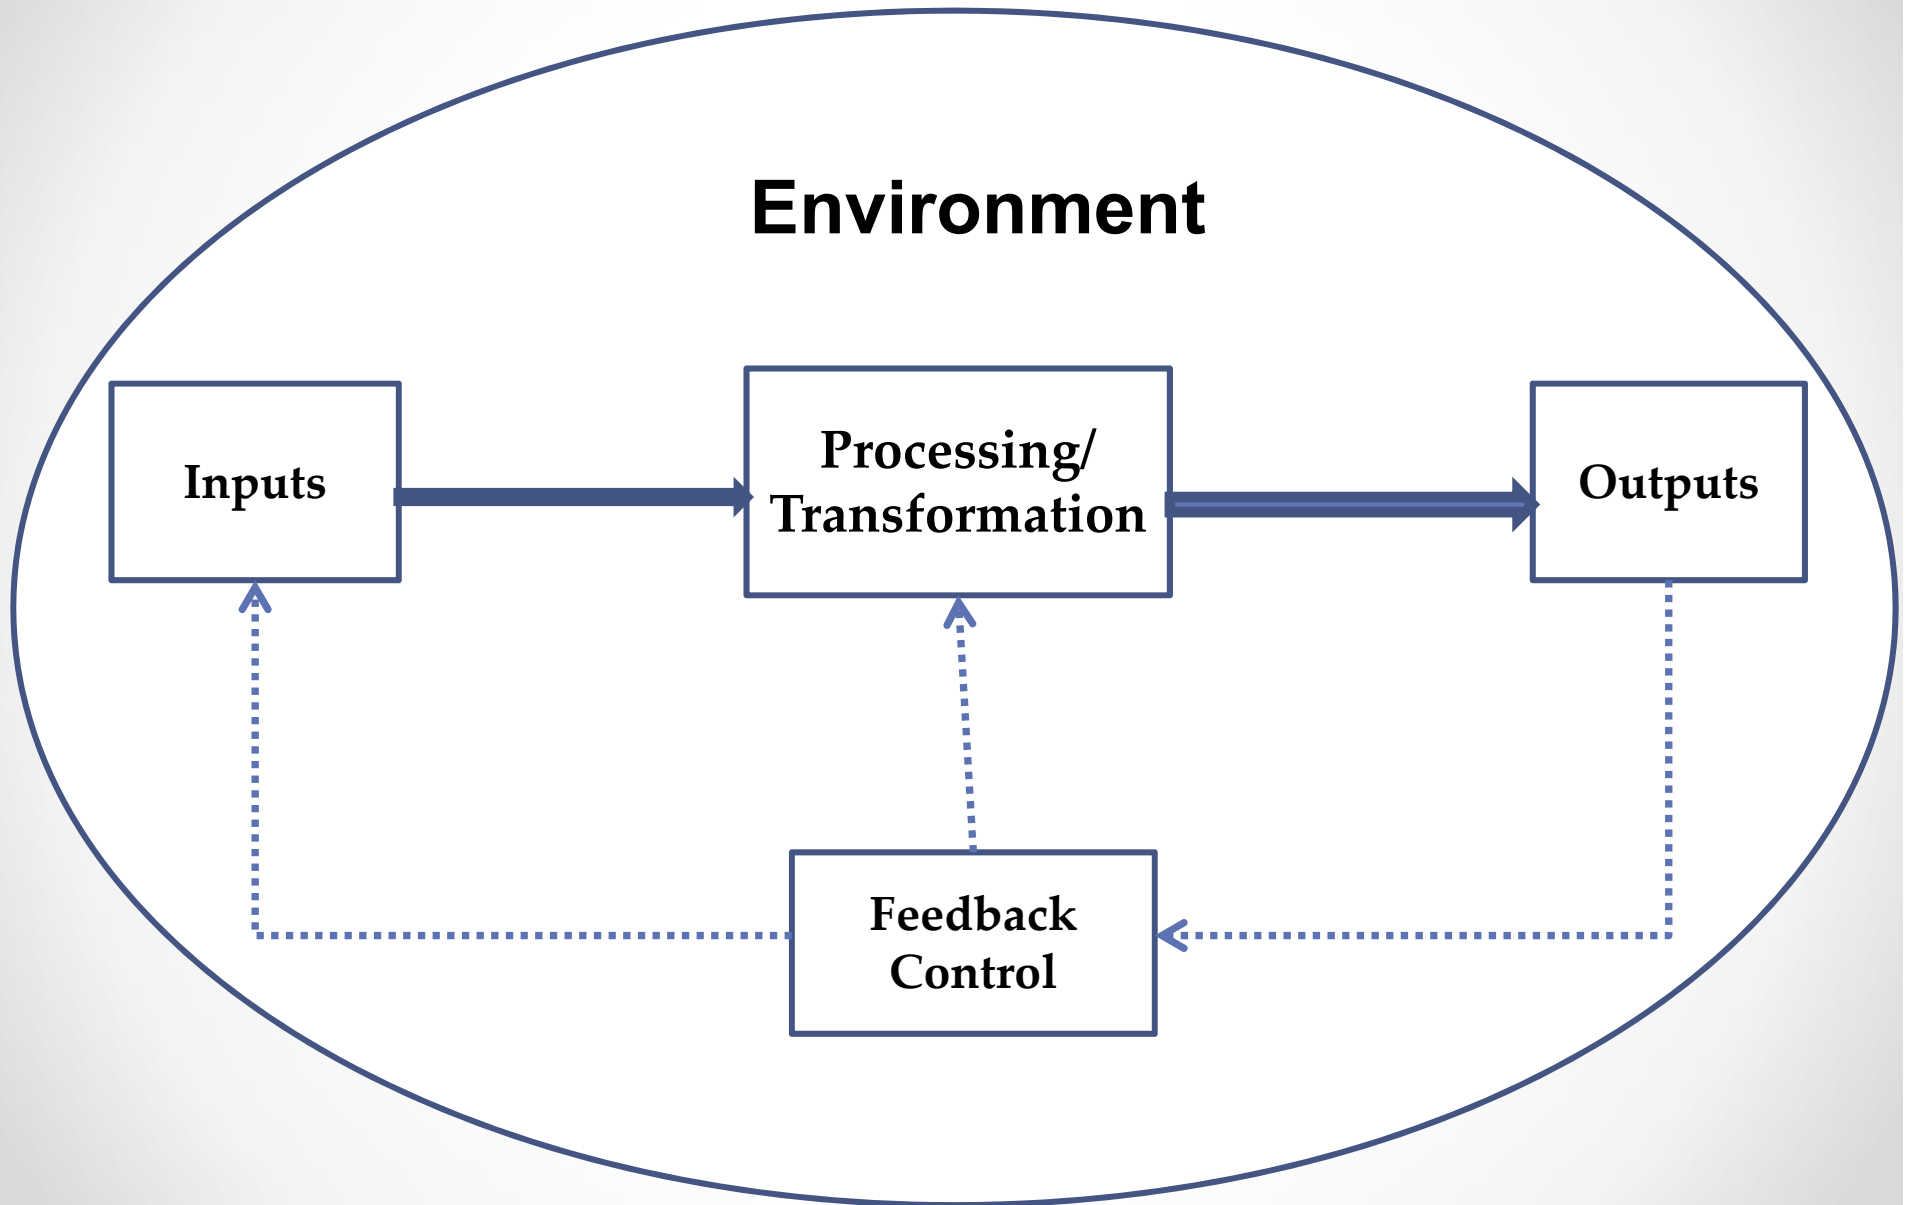 Environment
Inputs
Processing/
Transformation
Outputs
Feedback
Control